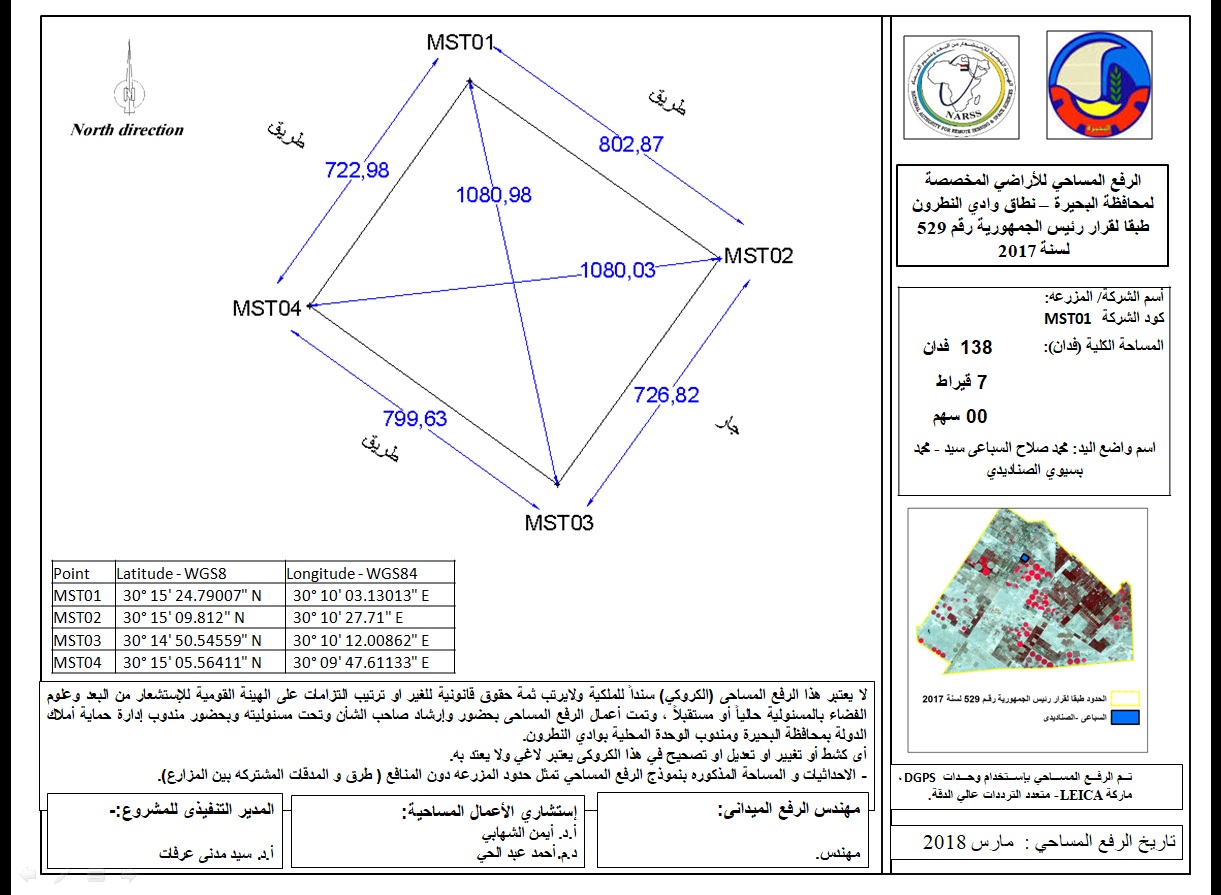 MST01
طريق
طريق
802,87
722,98
1080,98
North direction
MST02
1080,03
MST04
726,82
799,63
جار
طريق
MST03
Point Latitude - WGS8 Longitude - WGS84
MST01 30° 15' 24.79007" N 30° 10' 03.13013" E
MST02 30° 15' 09.812" N 30° 10' 27.71" E
MST03 30° 14' 50.54559" N 30° 10' 12.00862" E
MST04 30° 15' 05.56411" N 30° 09' 47.61133" E
لا يعتبر هذا الرفع المساحى (الكروكي) سنداً للملكية ولايرتب ثمة حقوق قانونية للغير او ترتيب التزامات على الهيئة القومية للإستشعار من البعد وعلوم
الفضاء بالمسئولية حالياً أو مستقبلاً ، وتمت أعمال الرفع المساحى بحضور وإرشاد صاحب الشأن وتحت مسئوليته وبحضور مندوب إدارة حماية أملاك
الدولة بمحافظة البحيرة ومندوب الوحدة المحلية بوادي النطرون.
أى كشط أو تغيير او تعديل او تصحيح في هذا الكروكى يعتبر لاغي ولا يعتد به.
- الاحداثيات و المساحة المذكوره بنموذج الرفع المساحي تمثل حدود المزرعه دون المنافع ( طرق و المدقات المشتركه بين المزارع).
مهندس الرفع الميدانى:
مهندس.
إستشاري الأعمال المساحية:
أ.د. أيمن الشهابي
د.م.أحمد عبد الحي
المدير التنفيذى للمشروع:-
أ.د. سيد مدنى عرفات
NARSS
NATIONAL AUTHORITY FOR REMOTE SENSING & SPACE SCIENCES
البحيرة
الرفع المساحي للأراضي المخصصة
لمحافظة البحيرة – نطاق وادي النطرون
طبقا لقرار رئيس الجمهورية رقم 529
لسنة 2017
أسم الشركة/ المزرعه:
كود الشركة MST01
المساحة الكلية (فدان): 138 فدان
7 قيراط
00 سهم
اسم واضع اليد: محمد صلاح السباعى سيد - محمد
بسيوي الصناديدي
الحدود طبقا لقرار رئيس الجمهورية رقم 529 لسنة 2017
السباعى -الصناديدى
تـم الرفـع المسـاحي بإسـتخدام وحـدات DGPS ،
ماركة LEICA- متعدد الترددات عالي الدقة.
تاريخ الرفع المساحي : مارس 2018